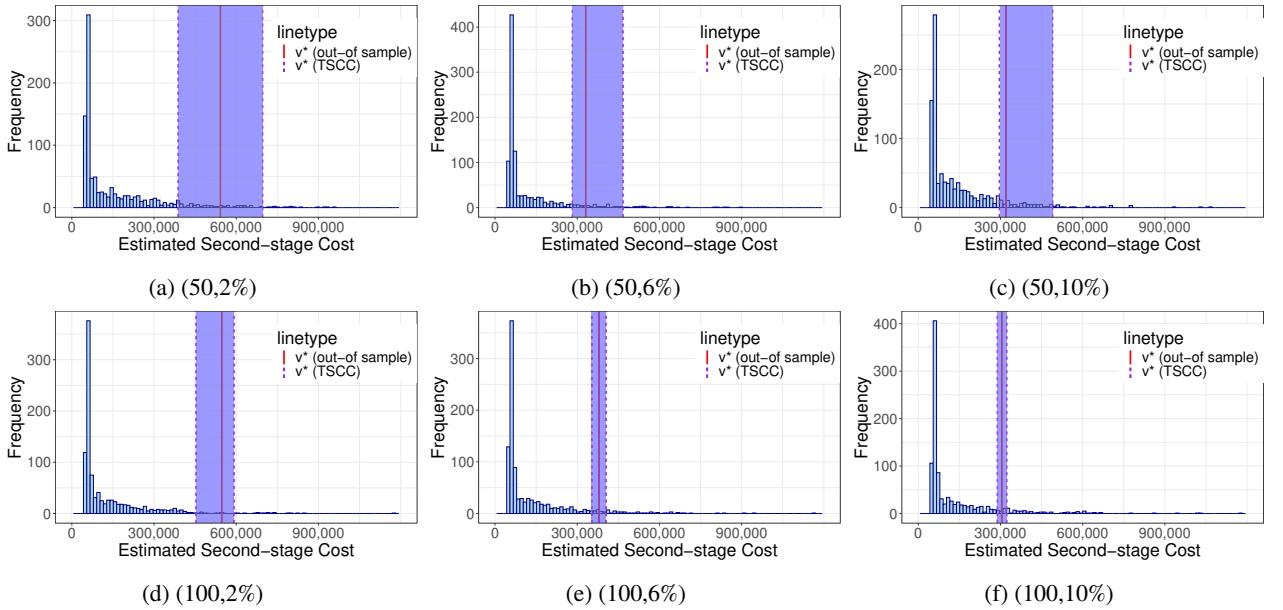 300
200
100
0
Frequency
0
300,000
600,000
900,000
Estimated Second-stage Cost
linetype
v* (out-of sample)
v* (TSCC)
(a) (50,2%)
400
300
200
100
0
Frequency
0
300,000
600,000
900,000
Estimated Second-stage Cost
linetype
v* (out-of sample)
v* (TSCC)
(b) (50,6%)
200
100
0
Frequency
0
300,000
600,000
900,000
Estimated Second-stage Cost
linetype
v* (out-of sample)
v* (TSCC)
(c) (50,10%)
300
200
100
0
Frequency
0
300,000
600,000
900,000
Estimated Second-stage Cost
linetype
v* (out-of sample)
v* (TSCC)
(d) (100,2%)
300
200
100
0
Frequency
0
300,000
600,000
900,000
Estimated Second-stage Cost
linetype
v* (out-of sample)
v* (TSCC)
(e) (100,6%)
400
300
200
100
0
Frequency
0
300,000
600,000
900,000
Estimated Second-stage Cost
linetype
v* (out-of sample)
v* (TSCC)
(f) (100,10%)